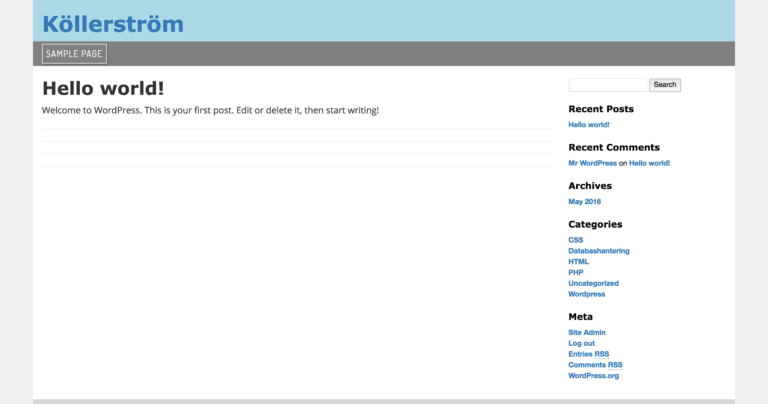 Köllerström
SAMPLE PAGE
Hello world!
Welcome to WordPress. This is your first post. Edit or delete it, then start writing!
Search
Recent Posts
Hello world!
Recent Comments
Mr WordPress on Hello world!
Archives
May 2016
Categories
CSS
Databashantering
HTML
PHP
Uncategorized
Wordpress
Meta
Site Admin
Log out
Entries RSS
Comments RSS
WordPress.org